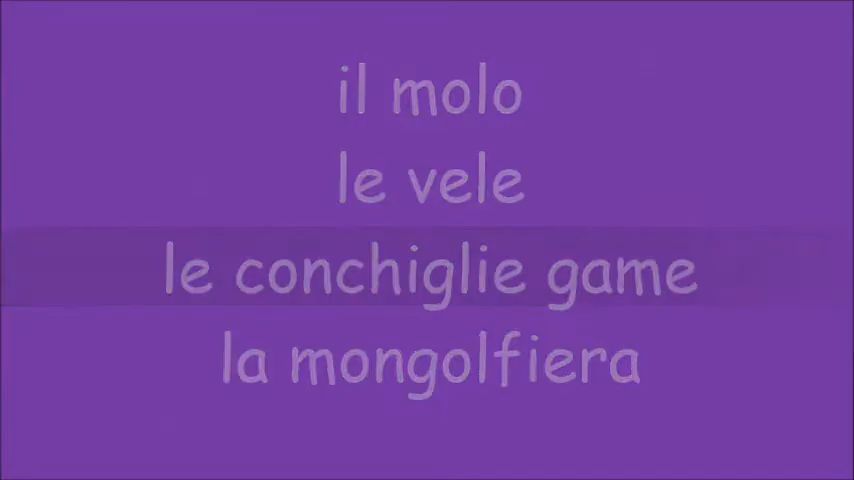 il molo
le vele
le conchiglie game
la mongolfiera